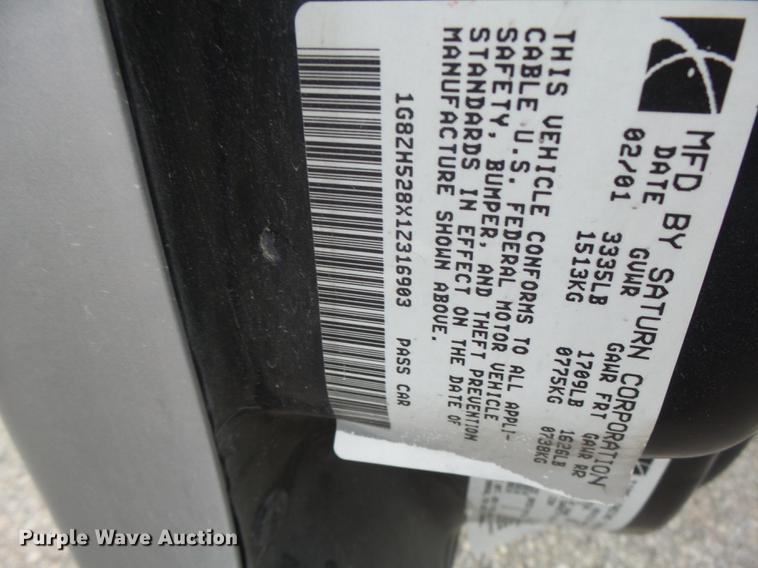 MFD BY SATURN CORPORATION
DATE GVWR GAWR FRT GAWR RR
02/01 3335LB 1709LB 1626LB
1513KG 0775KG 0738KG
THIS VEHICLE CONFORMS TO ALL APPLI-
CABLE U.S. FEDERAL MOTOR VEHICLE
SAFETY, BUMPER, AND THEFT PREVENTION
STANDARDS IN EFFECT ON THE DATE OF
MANUFACTURE SHOWN ABOVE.
1G8ZH528X1Z316903 PASS CAR
Purple Wave Auction